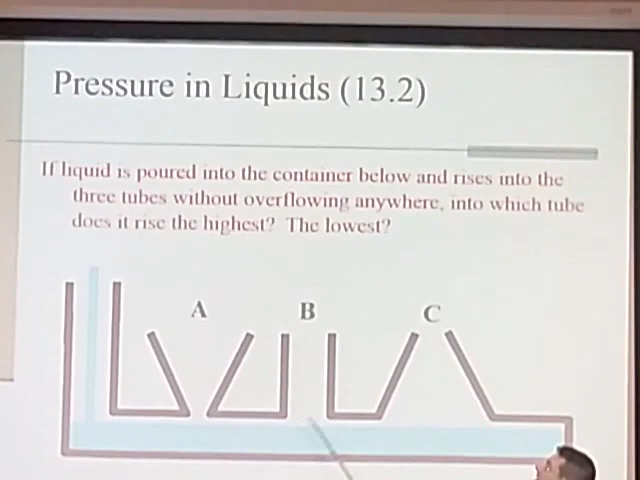 Pressure in Liquids (13.2)
If liquid is poured into the container below and rises into the
three tubes without overflowing anywhere, into which tube
does it rise the highest? The lowest?
A B C